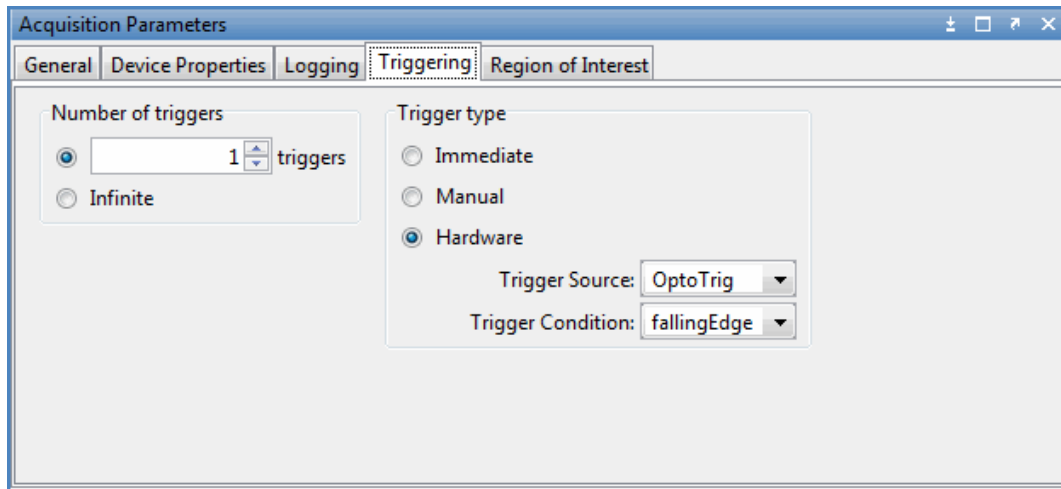 Acquisition Parameters
General Device Properties Logging Triggering Region of Interest
Number of triggers
1 triggers
Infinite
Trigger type
Immediate
Manual
Hardware
Trigger Source: OptoTrig
Trigger Condition: fallingEdge